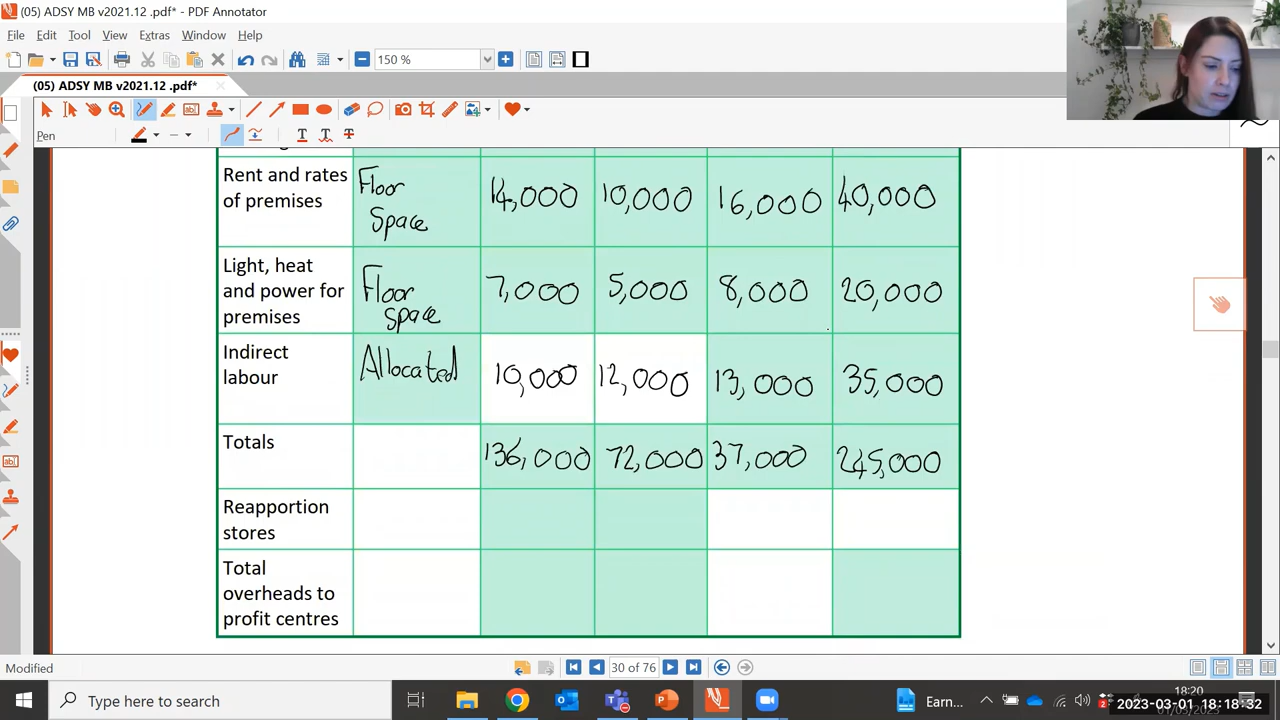 (05) ADSY MB v2021.12 .pdf* - PDF Annotator
File Edit Tool View Extras Window Help
150 %
(05) ADSY MB v2021.12 .pdf*
Pen
Rent and rates of premises
Floor Space
14,000 10,000 16,000 40,000
Light, heat and power for premises
Floor space
7,000 5,000 8,000 20,000
Indirect labour
Allocated
10,000 12,000 13,000 35,000
Totals
136,000 72,000 37,000 245,000
Reapportion stores
Total overheads to profit centres
30 of 76
Modified
Type here to search
Earn...
18:20
2023-03-01 18:18:32